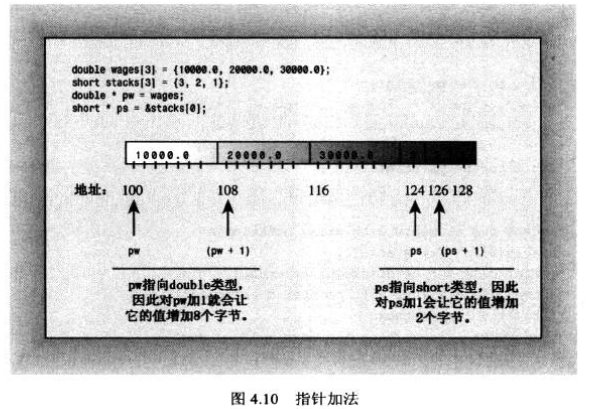 double wages[3] = {10000.0, 20000.0, 30000.0};
short stacks[3] = {3, 2, 1};
double * pw = wages;
short * ps = &stacks[0];
10000.0 20000.0 30000.0
地址： 100 108 116 124 126 128
pw (pw + 1) ps (ps + 1)
pw指向double类型，
因此对pw加1就会让
它的值增加8个字节。
ps指向short类型，因此
对ps加1会让它的值增加
2个字节。
图 4.10 指针加法